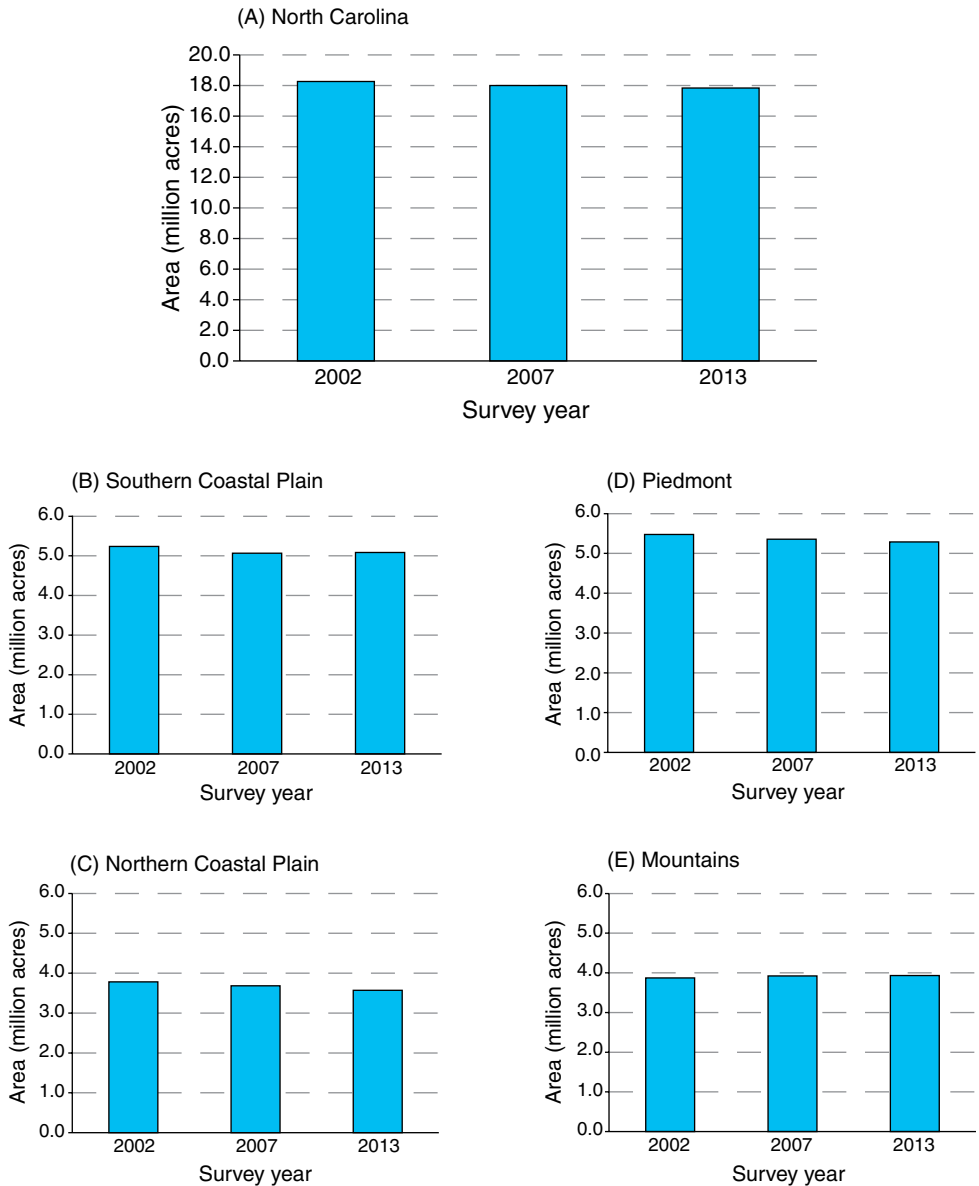 (A) North Carolina
Area (million acres)
20.0
18.0
16.0
14.0
12.0
10.0
8.0
6.0
4.0
2.0
0.0
2002 2007 2013
Survey year
(B) Southern Coastal Plain
Area (million acres)
6.0
5.0
4.0
3.0
2.0
1.0
0.0
2002 2007 2013
Survey year
(D) Piedmont
Area (million acres)
6.0
5.0
4.0
3.0
2.0
1.0
0.0
2002 2007 2013
Survey year
(C) Northern Coastal Plain
Area (million acres)
6.0
5.0
4.0
3.0
2.0
1.0
0.0
2002 2007 2013
Survey year
(E) Mountains
Area (million acres)
6.0
5.0
4.0
3.0
2.0
1.0
0.0
2002 2007 2013
Survey year